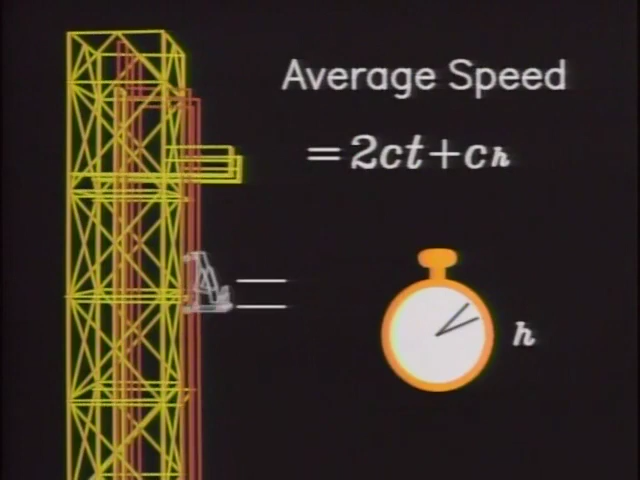 Average Speed
= 2ct + ch
h